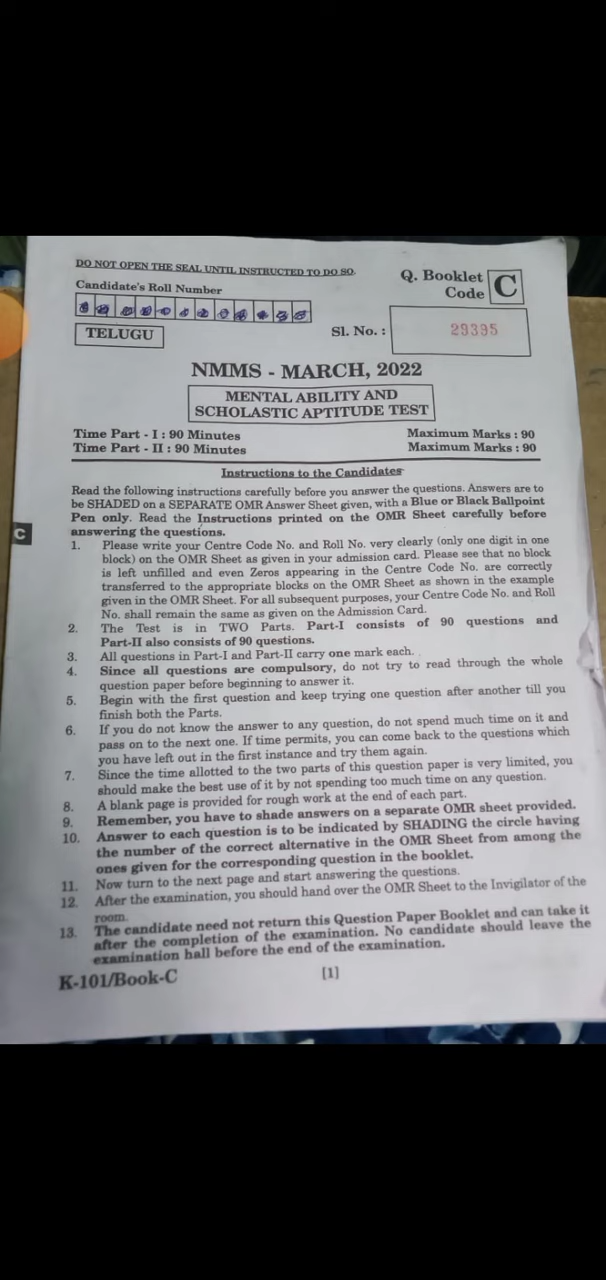 DO NOT OPEN THE SEAL UNTIL INSTRUCTED TO DO SO.
Candidate's Roll Number
Q. Booklet
Code C
TELUGU
Sl. No. : 29395
NMMS - MARCH, 2022
MENTAL ABILITY AND
SCHOLASTIC APTITUDE TEST
Time Part - I : 90 Minutes Maximum Marks : 90
Time Part - II : 90 Minutes Maximum Marks : 90
Instructions to the Candidates
Read the following instructions carefully before you answer the questions. Answers are to
be SHADED on a SEPARATE OMR Answer Sheet given, with a Blue or Black Ballpoint
Pen only. Read the Instructions printed on the OMR Sheet carefully before
answering the questions.
C
1. Please write your Centre Code No. and Roll No. very clearly (only one digit in one
block) on the OMR Sheet as given in your admission card. Please see that no block
is left unfilled and even Zeros appearing in the Centre Code No. are correctly
transferred to the appropriate blocks on the OMR Sheet as shown in the example
given in the OMR Sheet. For all subsequent purposes, your Centre Code No. and Roll
No. shall remain the same as given on the Admission Card.
2. The Test is in TWO Parts. Part-I consists of 90 questions and
Part-II also consists of 90 questions.
3. All questions in Part-I and Part-II carry one mark each.
4. Since all questions are compulsory, do not try to read through the whole
question paper before beginning to answer it.
5. Begin with the first question and keep trying one question after another till you
finish both the Parts.
6. If you do not know the answer to any question, do not spend much time on it and
pass on to the next one. If time permits, you can come back to the questions which
you have left out in the first instance and try them again.
7. Since the time allotted to the two parts of this question paper is very limited, you
should make the best use of it by not spending too much time on any question.
8. A blank page is provided for rough work at the end of each part.
9. Remember, you have to shade answers on a separate OMR sheet provided.
10. Answer to each question is to be indicated by SHADING the circle having
the number of the correct alternative in the OMR Sheet from among the
ones given for the corresponding question in the booklet.
11. Now turn to the next page and start answering the questions.
12. After the examination, you should hand over the OMR Sheet to the Invigilator of the
room.
13. The candidate need not return this Question Paper Booklet and can take it
after the completion of the examination. No candidate should leave the
examination hall before the end of the examination.
K-101/Book-C [1]